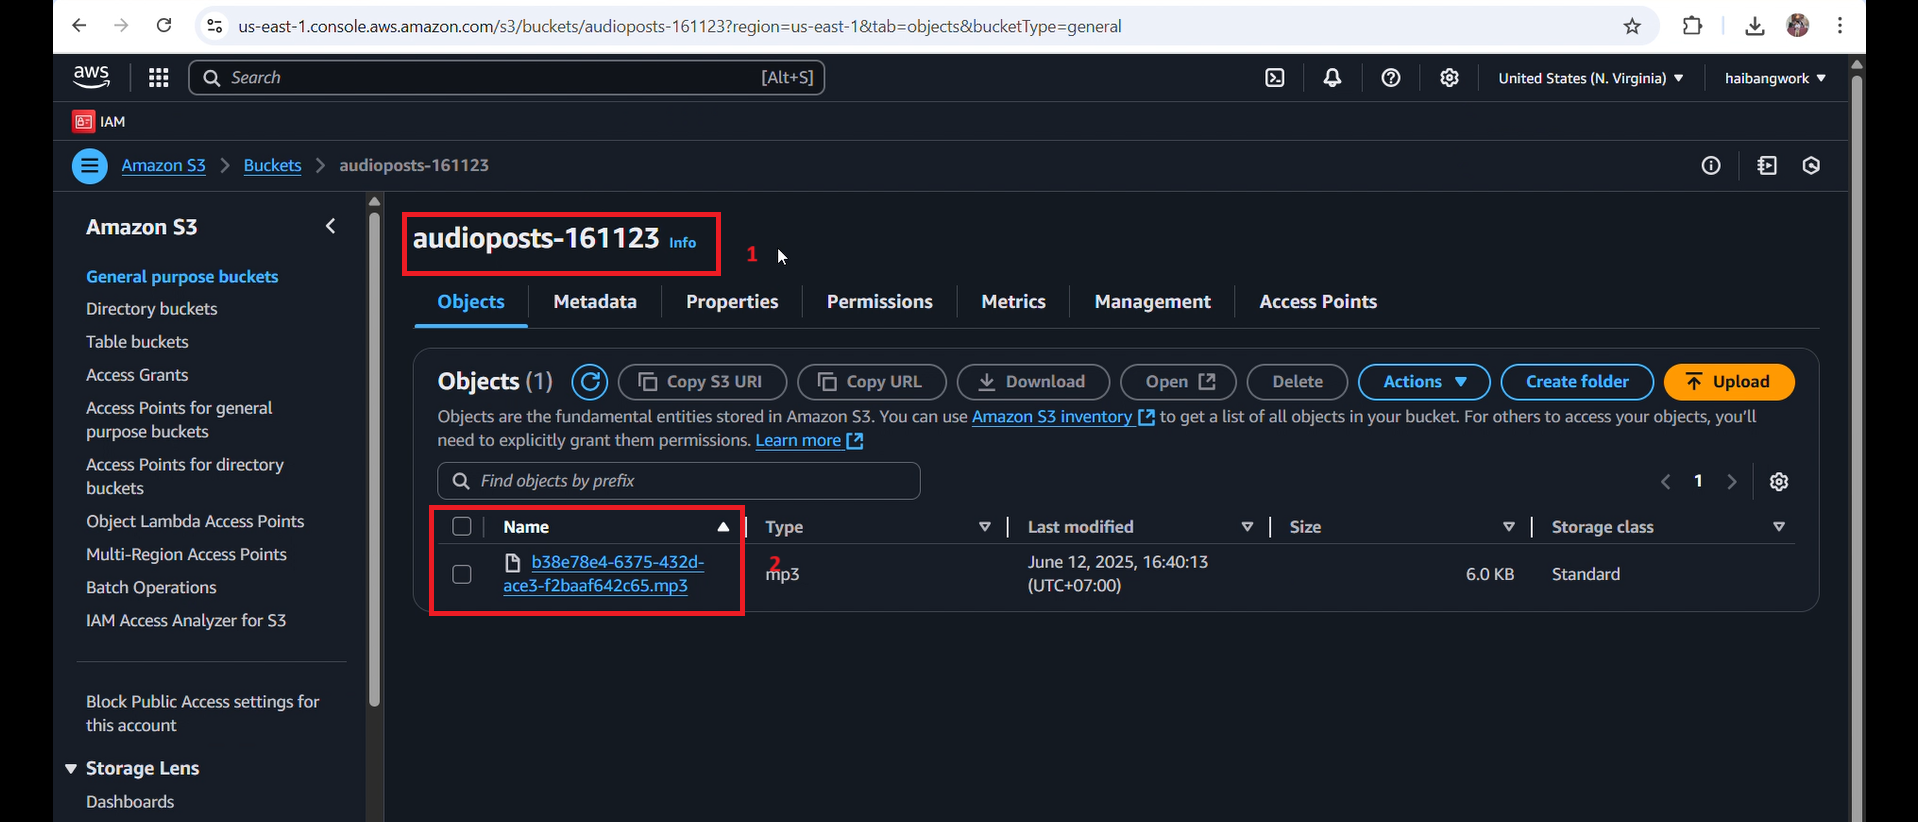 us-east-1.console.aws.amazon.com/s3/buckets/audioposts-161123?region=us-east-1&tab=objects&bucketType=general
aws
Search
[Alt+S]
United States (N. Virginia)
haibangwork
IAM
Amazon S3
Buckets
audioposts-161123
Amazon S3
General purpose buckets
Directory buckets
Table buckets
Access Grants
Access Points for general
purpose buckets
Access Points for directory
buckets
Object Lambda Access Points
Multi-Region Access Points
Batch Operations
IAM Access Analyzer for S3
Block Public Access settings for
this account
Storage Lens
Dashboards
audioposts-161123 Info
1
Objects
Metadata
Properties
Permissions
Metrics
Management
Access Points
Objects (1)
Copy S3 URI
Copy URL
Download
Open
Delete
Actions
Create folder
Upload
Objects are the fundamental entities stored in Amazon S3. You can use Amazon S3 inventory to get a list of all objects in your bucket. For others to access your objects, you'll
need to explicitly grant them permissions. Learn more
Find objects by prefix
1
Name
Type
Last modified
Size
Storage class
b38e78e4-6375-432d-
ace3-f2baaf642c65.mp3
2
mp3
June 12, 2025, 16:40:13
(UTC+07:00)
6.0 KB
Standard